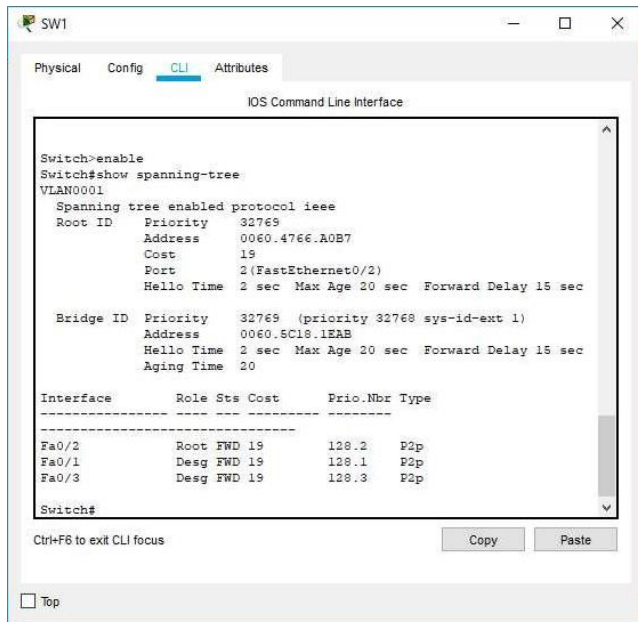 SW1
Physical Config CLI Attributes
IOS Command Line Interface
Switch>enable
Switch#show spanning-tree
VLAN0001
  Spanning tree enabled protocol ieee
  Root ID    Priority    32769
             Address     0060.4766.A0B7
             Cost        19
             Port        2(FastEthernet0/2)
             Hello Time  2 sec  Max Age 20 sec  Forward Delay 15 sec
  Bridge ID  Priority    32769  (priority 32768 sys-id-ext 1)
             Address     0060.5C18.1EAB
             Hello Time  2 sec  Max Age 20 sec  Forward Delay 15 sec
             Aging Time  20
Interface        Role Sts Cost      Prio.Nbr Type
---------------- ---- --- --------- --------
--------------------------------
Fa0/2            Root FWD 19        128.2    P2p
Fa0/1            Desg FWD 19        128.1    P2p
Fa0/3            Desg FWD 19        128.3    P2p
Switch#
Ctrl+F6 to exit CLI focus Copy Paste
Top